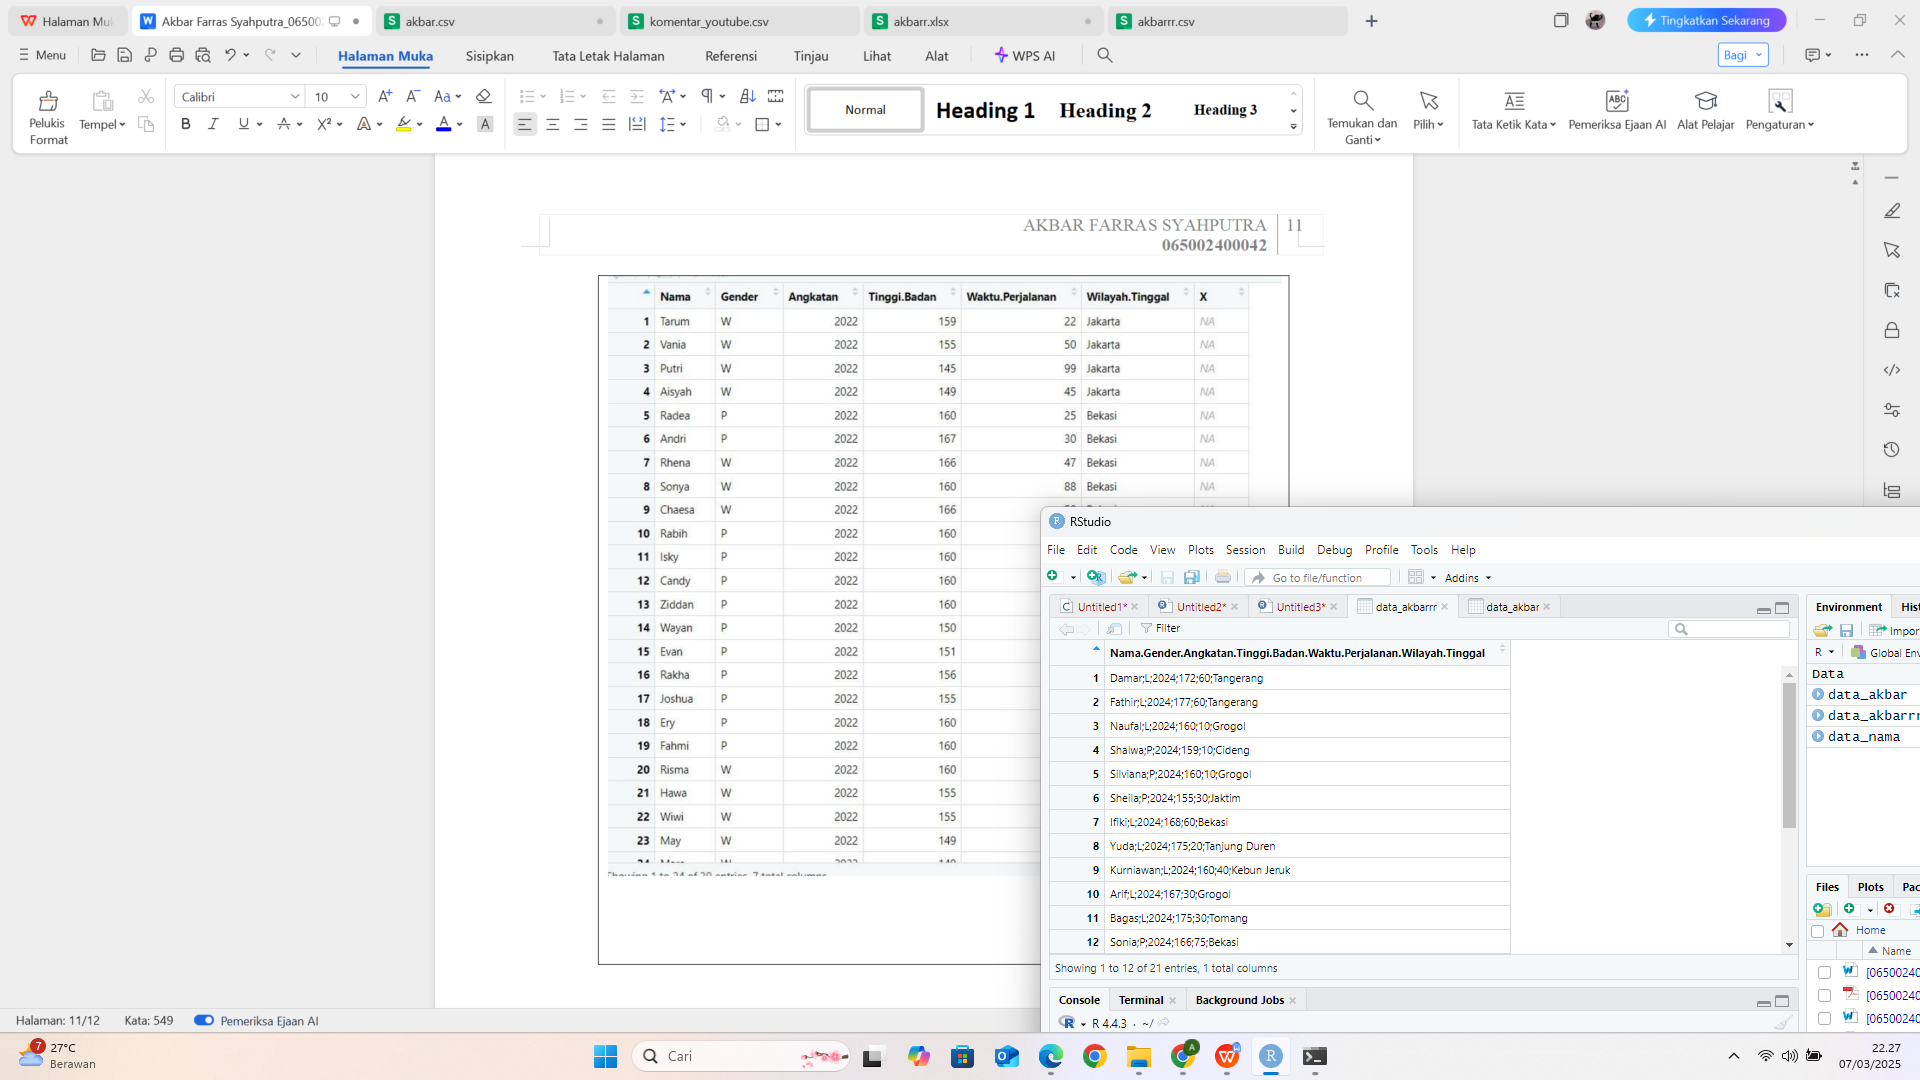 Halaman Mu
Akbar Farras Syahputra_06500
akbar.csv
komentar_youtube.csv
akbarr.xlsx
akbarrr.csv
Tingkatkan Sekarang
Menu
Halaman Muka
Sisipkan
Tata Letak Halaman
Referensi
Tinjau
Lihat
Alat
WPS AI
Bagi
Pelukis Format
Tempel
Calibri
10
Normal
Heading 1
Heading 2
Heading 3
Temukan dan Ganti
Pilih
Tata Ketik Kata
Pemeriksa Ejaan AI
Alat Pelajar
Pengaturan
AKBAR FARRAS SYAHPUTRA 11
065002400042
Nama Gender Angkatan Tinggi.Badan Waktu.Perjalanan Wilayah.Tinggal X
1 Tarum W 2022 159 22 Jakarta NA
2 Vania W 2022 155 50 Jakarta NA
3 Putri W 2022 145 99 Jakarta NA
4 Aisyah W 2022 149 45 Jakarta NA
5 Radea P 2022 160 25 Bekasi NA
6 Andri P 2022 167 30 Bekasi NA
7 Rhena W 2022 166 47 Bekasi NA
8 Sonya W 2022 160 88 Bekasi NA
9 Chaesa W 2022 166
10 Rabih P 2022 160
11 Isky P 2022 160
12 Candy P 2022 160
13 Ziddan P 2022 160
14 Wayan P 2022 150
15 Evan P 2022 151
16 Rakha P 2022 156
17 Joshua P 2022 155
18 Ery P 2022 160
19 Fahmi P 2022 160
20 Risma W 2022 160
21 Hawa W 2022 155
22 Wiwi W 2022 155
23 May W 2022 149
RStudio
File Edit Code View Plots Session Build Debug Profile Tools Help
Go to file/function
Addins
Untitled1*
Untitled2*
Untitled3*
data_akbarrr
data_akbar
Filter
Nama.Gender.Angkatan.Tinggi.Badan.Waktu.Perjalanan.Wilayah.Tinggal
1 Damar;L;2024;172;60;Tangerang
2 Fathir;L;2024;177;60;Tangerang
3 Naufal;L;2024;160;10;Grogol
4 Shalwa;P;2024;159;10;Cideng
5 Silviana;P;2024;160;10;Grogol
6 Sheila;P;2024;155;30;Jaktim
7 Ifiki;L;2024;168;60;Bekasi
8 Yuda;L;2024;175;20;Tanjung Duren
9 Kurniawan;L;2024;160;40;Kebun Jeruk
10 Arif;L;2024;167;30;Grogol
11 Bagas;L;2024;175;30;Tomang
12 Sonia;P;2024;166;75;Bekasi
Showing 1 to 12 of 21 entries, 1 total columns
Console
Terminal
Background Jobs
R 4.4.3 · ~/
Environment
Hist
Impor
R
Global Env
Data
data_akbar
data_akbarrr
data_nama
Files
Plots
Pac
Home
Name
[0650024
[0650024
[0650024
Halaman: 11/12
Kata: 549
Pemeriksa Ejaan AI
7
27°C
Berawan
Cari
22.27
07/03/2025